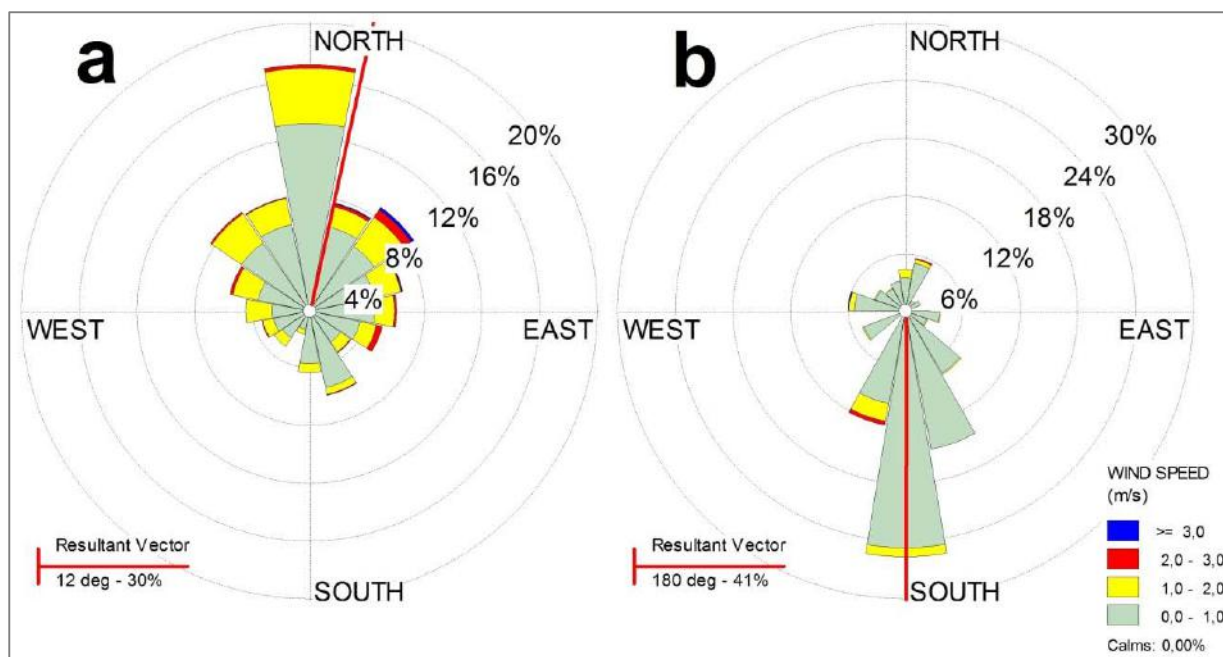 a
NORTH
20%
16%
12%
8%
4%
WEST
EAST
SOUTH
Resultant Vector
12 deg - 30%
b
NORTH
30%
24%
18%
12%
6%
WEST
EAST
SOUTH
Resultant Vector
180 deg - 41%
WIND SPEED
(m/s)
>= 3,0
2,0 - 3,0
1,0 - 2,0
0,0 - 1,0
Calms: 0,00%